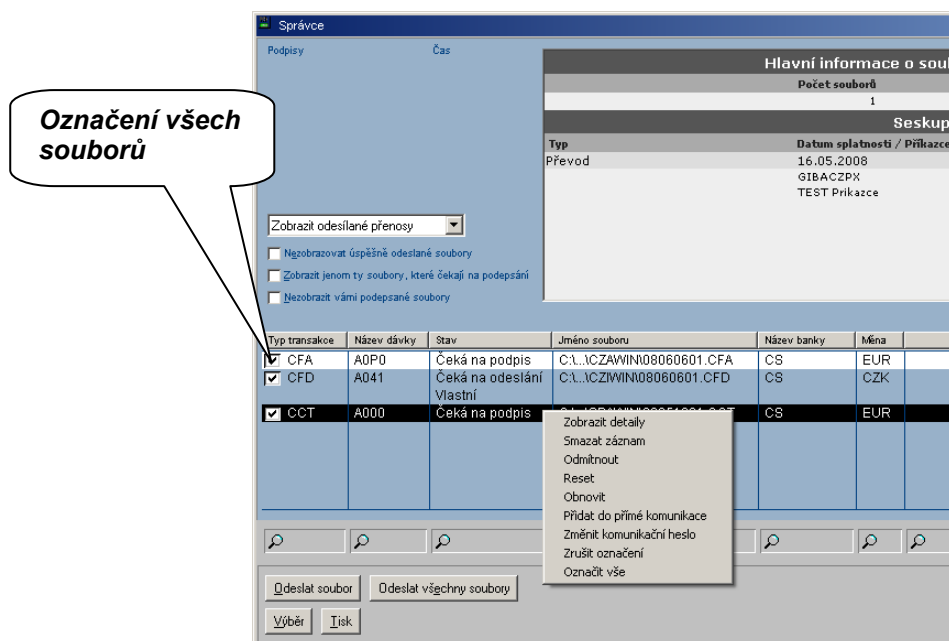 Správce
Podpisy Čas
Hlavní informace o
Počet souborů
1
Typ Datum splatnosti / Příkazce
Převod 16.05.2008
GIBACZPX
TEST Prikazce
Označení všech
souborů
Zobrazit odesílané přenosy
Nezobrazovat úspěšně odeslané soubory
Zobrazit jenom ty soubory, které čekají na podepsání
Nezobrazit vámi podepsané soubory
Typ transakce Název dávky Stav Jméno souboru Název banky Měna
CFA A0P0 Čeká na podpis C:\...\CZAWIN\08060601.CFA CS EUR
CFD A041 Čeká na odeslání C:\...\CZIWIN\08060601.CFD CS CZK
Vlastní
CCT A000 Čeká na podpis CS EUR
Zobrazit detaily
Smazat záznam
Odmítnout
Reset
Obnovit
Přidat do přímé komunikace
Změnit komunikační heslo
Zrušit označení
Označit vše
Odeslat soubor Odeslat všechny soubory
Výběr Tisk